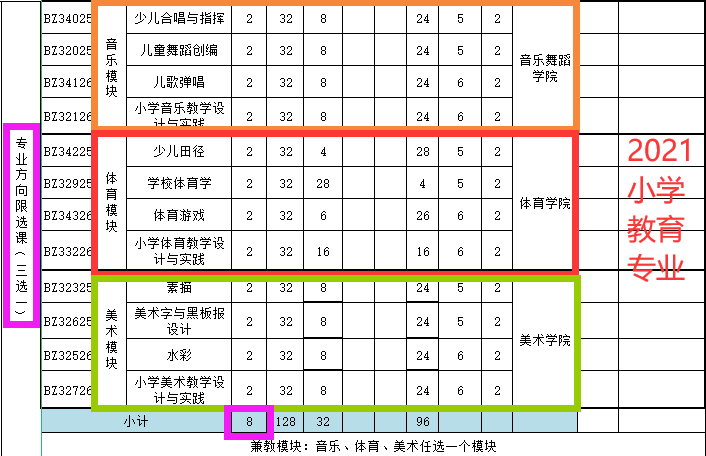 专业方向限选课（三选一）
音乐模块
BZ34025 少儿合唱与指挥 2 32 8 24 5 2
BZ32025 儿童舞蹈创编 2 32 8 24 5 2
BZ34126 儿歌弹唱 2 32 8 24 6 2
BZ32126 小学音乐教学设计与实践 2 32 8 24 6 2
音乐舞蹈学院
体育模块
BZ34225 少儿田径 2 32 4 28 5 2
BZ32925 学校体育学 2 32 28 4 5 2
BZ34326 体育游戏 2 32 6 26 6 2
BZ33226 小学体育教学设计与实践 2 32 16 16 6 2
体育学院
美术模块
BZ32325 素描 2 32 8 24 5 2
BZ32625 美术字与黑板报设计 2 32 8 24 5 2
BZ32526 水彩 2 32 8 24 6 2
BZ32726 小学美术教学设计与实践 2 32 8 24 6 2
美术学院
小计 8 128 32 96
兼教模块：音乐、体育、美术任选一个模块
2021
小学
教育
专业